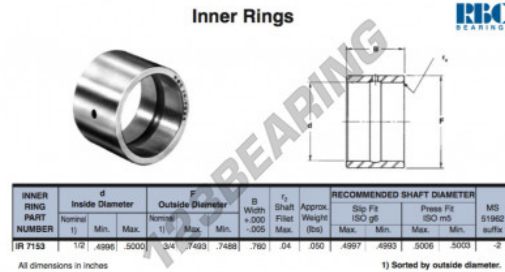 Inner Rings
RBC
BEARINGS
123BEARING
B
r₂
d
F
INNER RING PART NUMBER
d
Inside Diameter
Nominal 1)
Min.
Max.
F
Outside Diameter
Nominal 1)
Max.
Min.
B
Width
+.000
-.005
r₂
Shaft
Fillet
Max.
Approx.
Weight
(lbs)
RECOMMENDED SHAFT DIAMETER
Slip Fit
ISO g6
Max.
Min.
Press Fit
ISO m5
Max.
Min.
MS
51962
suffix
IR 7153 1/2 .4996 .5000 3/4 .7493 .7488 .760 .04 .050 .4997 .4993 .5006 .5003 -2
All dimensions in inches
1) Sorted by outside diameter.